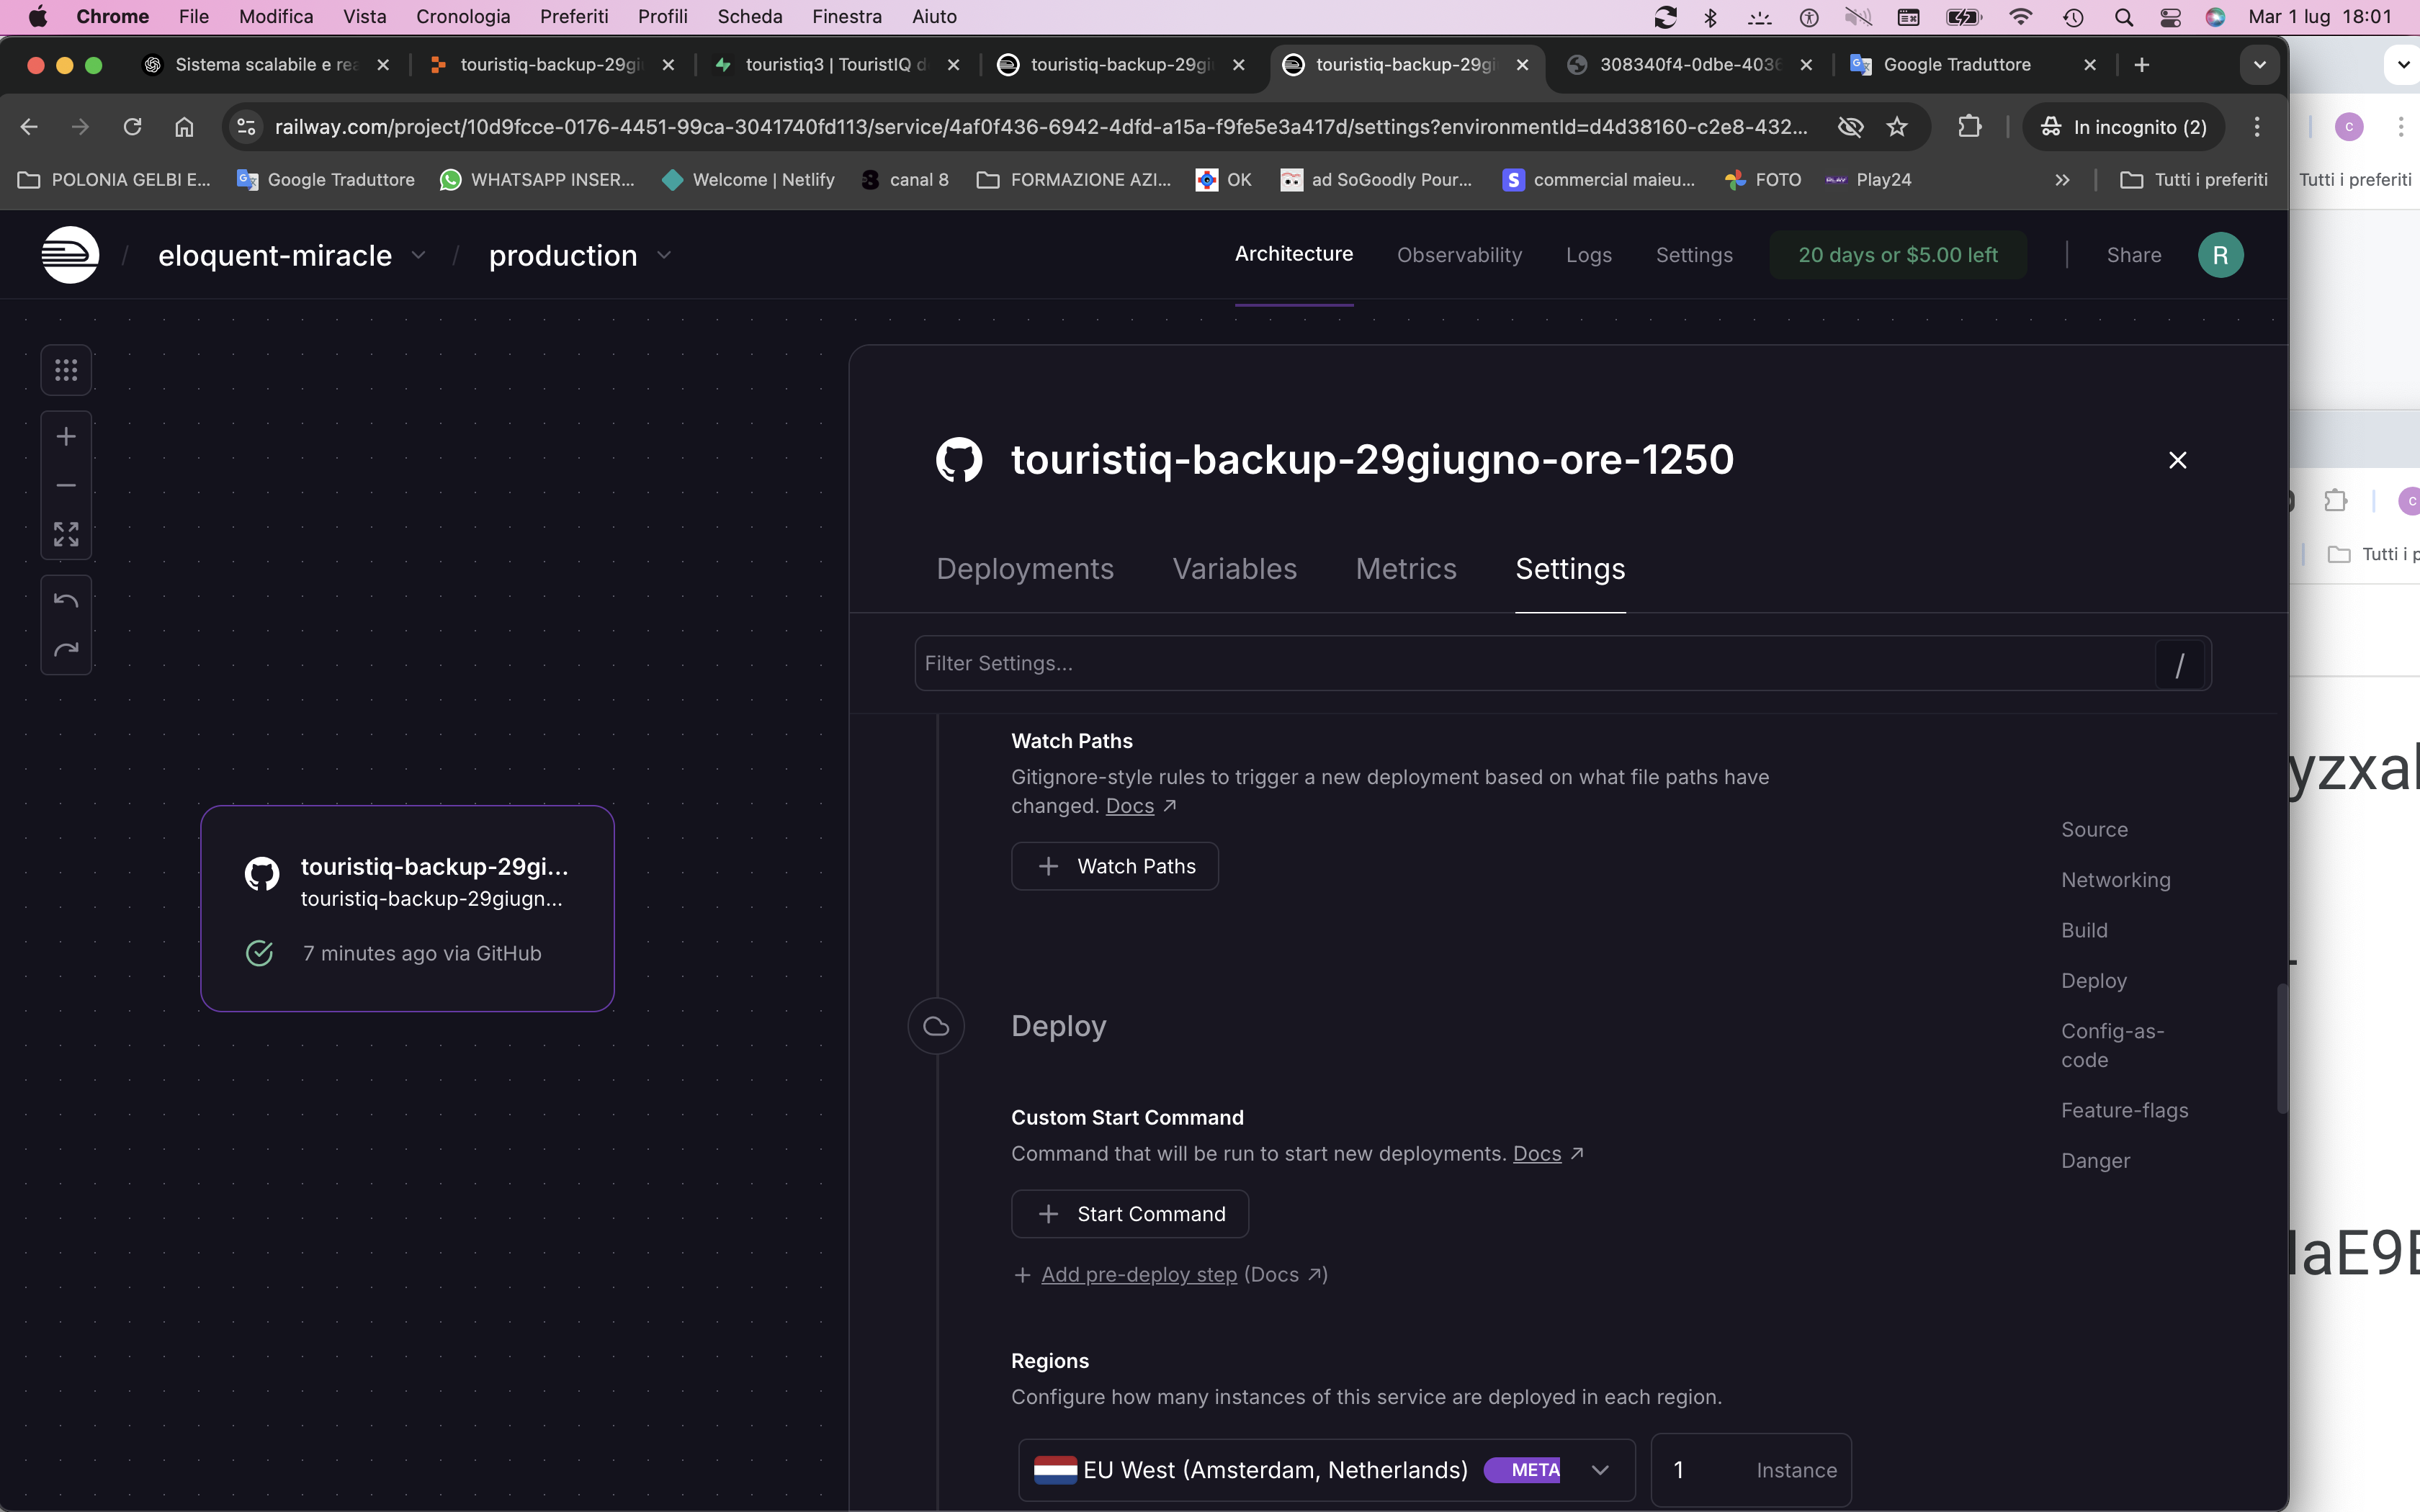 Chrome File Modifica Vista Cronologia Preferiti Profili Scheda Finestra Aiuto Mar 1 lug 18:01
Sistema scalabile e rea touristiq-backup-29gi touristiq3 | TouristIQ d touristiq-backup-29gi touristiq-backup-29gi 308340f4-0dbe-4036 Google Traduttore
railway.com/project/10d9fcce-0176-4451-99ca-3041740fd113/service/4af0f436-6942-4dfd-a15a-f9fe5e3a417d/settings?environmentId=d4d38160-c2e8-432... In incognito (2) c
POLONIA GELBI E... Google Traduttore WHATSAPP INSER... Welcome | Netlify canal 8 FORMAZIONE AZI... OK ad SoGoodly Pour... commercial maieu... FOTO Play24 » Tutti i preferiti Tutti i preferiti
eloquent-miracle / production Architecture Observability Logs Settings 20 days or $5.00 left Share R
touristiq-backup-29giugno-ore-1250
c
Tutti i p
Deployments Variables Metrics Settings
Filter Settings... /
Watch Paths
Gitignore-style rules to trigger a new deployment based on what file paths have
changed. Docs ↗
+ Watch Paths
yzxal
Source
Networking
Build
Deploy
Config-as-
code
Feature-flags
Danger
touristiq-backup-29gi...
touristiq-backup-29giugn...
7 minutes ago via GitHub
Deploy
Custom Start Command
Command that will be run to start new deployments. Docs ↗
+ Start Command
+ Add pre-deploy step (Docs ↗)
Regions
Configure how many instances of this service are deployed in each region.
EU West (Amsterdam, Netherlands) META 1 Instance